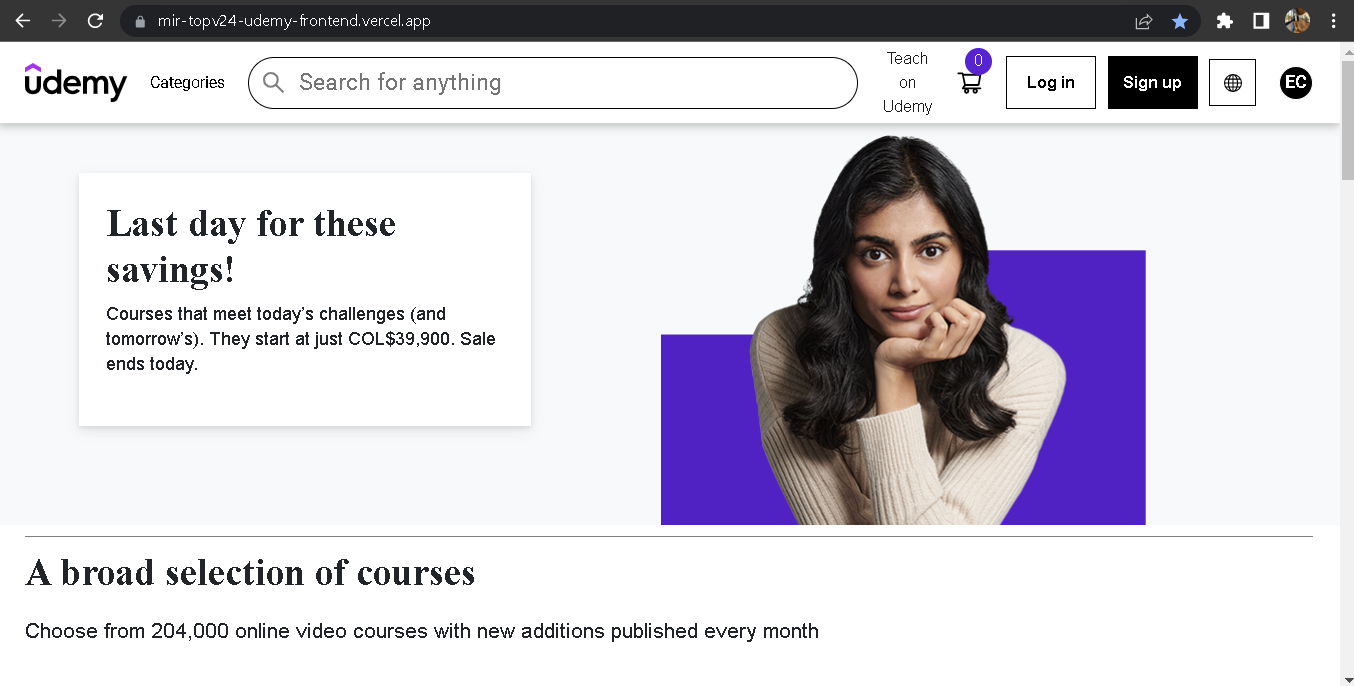 mir-topv24-udemy-frontend.vercel.app
udemy
Categories
Search for anything
Teach
on
Udemy
0
Log in
Sign up
EC
Last day for these
savings!
Courses that meet today’s challenges (and
tomorrow’s). They start at just COL$39,900. Sale
ends today.
A broad selection of courses
Choose from 204,000 online video courses with new additions published every month